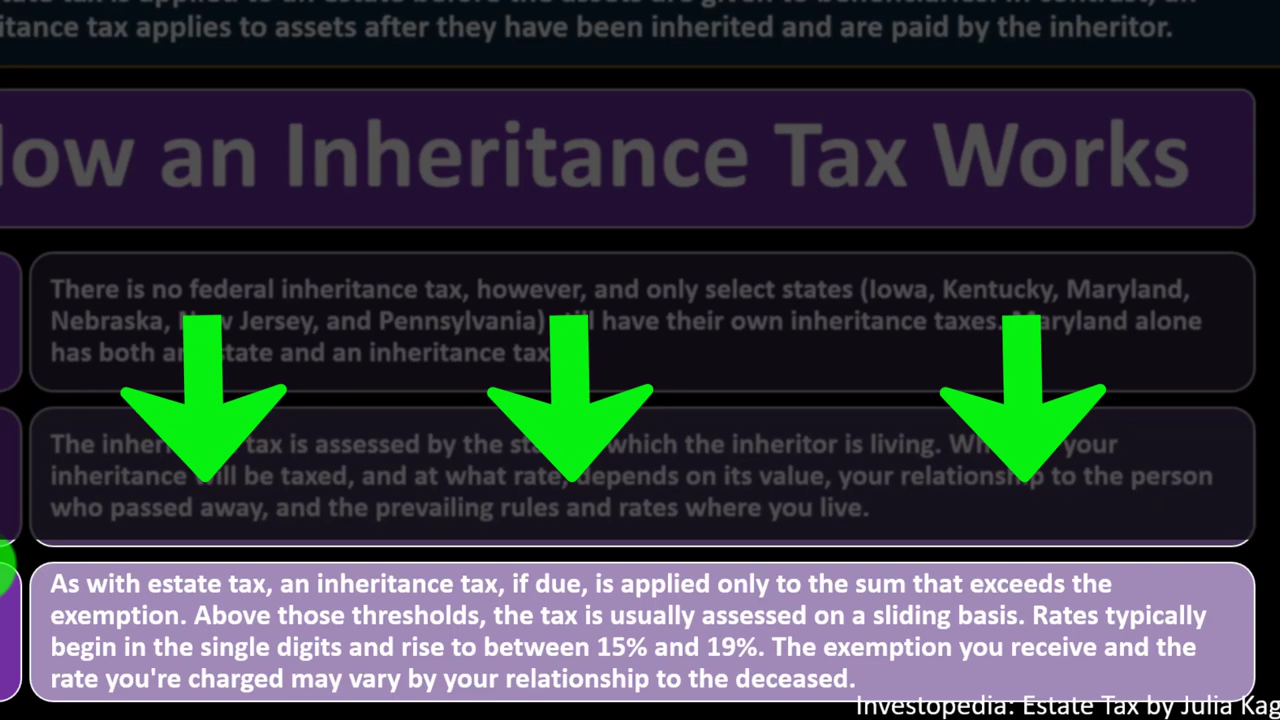 itance tax applies to assets after they have been inherited and are paid by the inheritor.
ow an Inheritance Tax Works
There is no federal inheritance tax, however, and only select states (Iowa, Kentucky, Maryland,
Nebraska, Jersey, and Pennsylvania) have their own inheritance taxes. Maryland alone
has both an estate and an inheritance tax
The tax is assessed by the which the inheritor is living. your
inheritance will be taxed, and at what rate, depends on its value, your relationship to the person
who passed away, and the prevailing rules and rates where you live.
As with estate tax, an inheritance tax, if due, is applied only to the sum that exceeds the
exemption. Above those thresholds, the tax is usually assessed on a sliding basis. Rates typically
begin in the single digits and rise to between 15% and 19%. The exemption you receive and the
rate you're charged may vary by your relationship to the deceased.
Investopedia: Estate Tax by Julia Kag